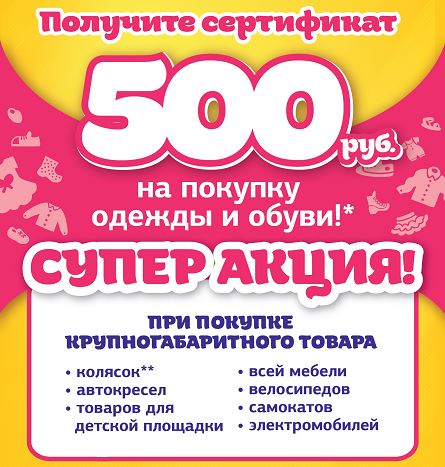 Получите сертификат
500 руб.
на покупку
одежды и обуви!*
СУПЕР АКЦИЯ!
ПРИ ПОКУПКЕ
КРУПНОГАБАРИТНОГО ТОВАРА
• колясок**
• автокресел
• товаров для
детской площадки
• всей мебели
• велосипедов
• самокатов
• электромобилей